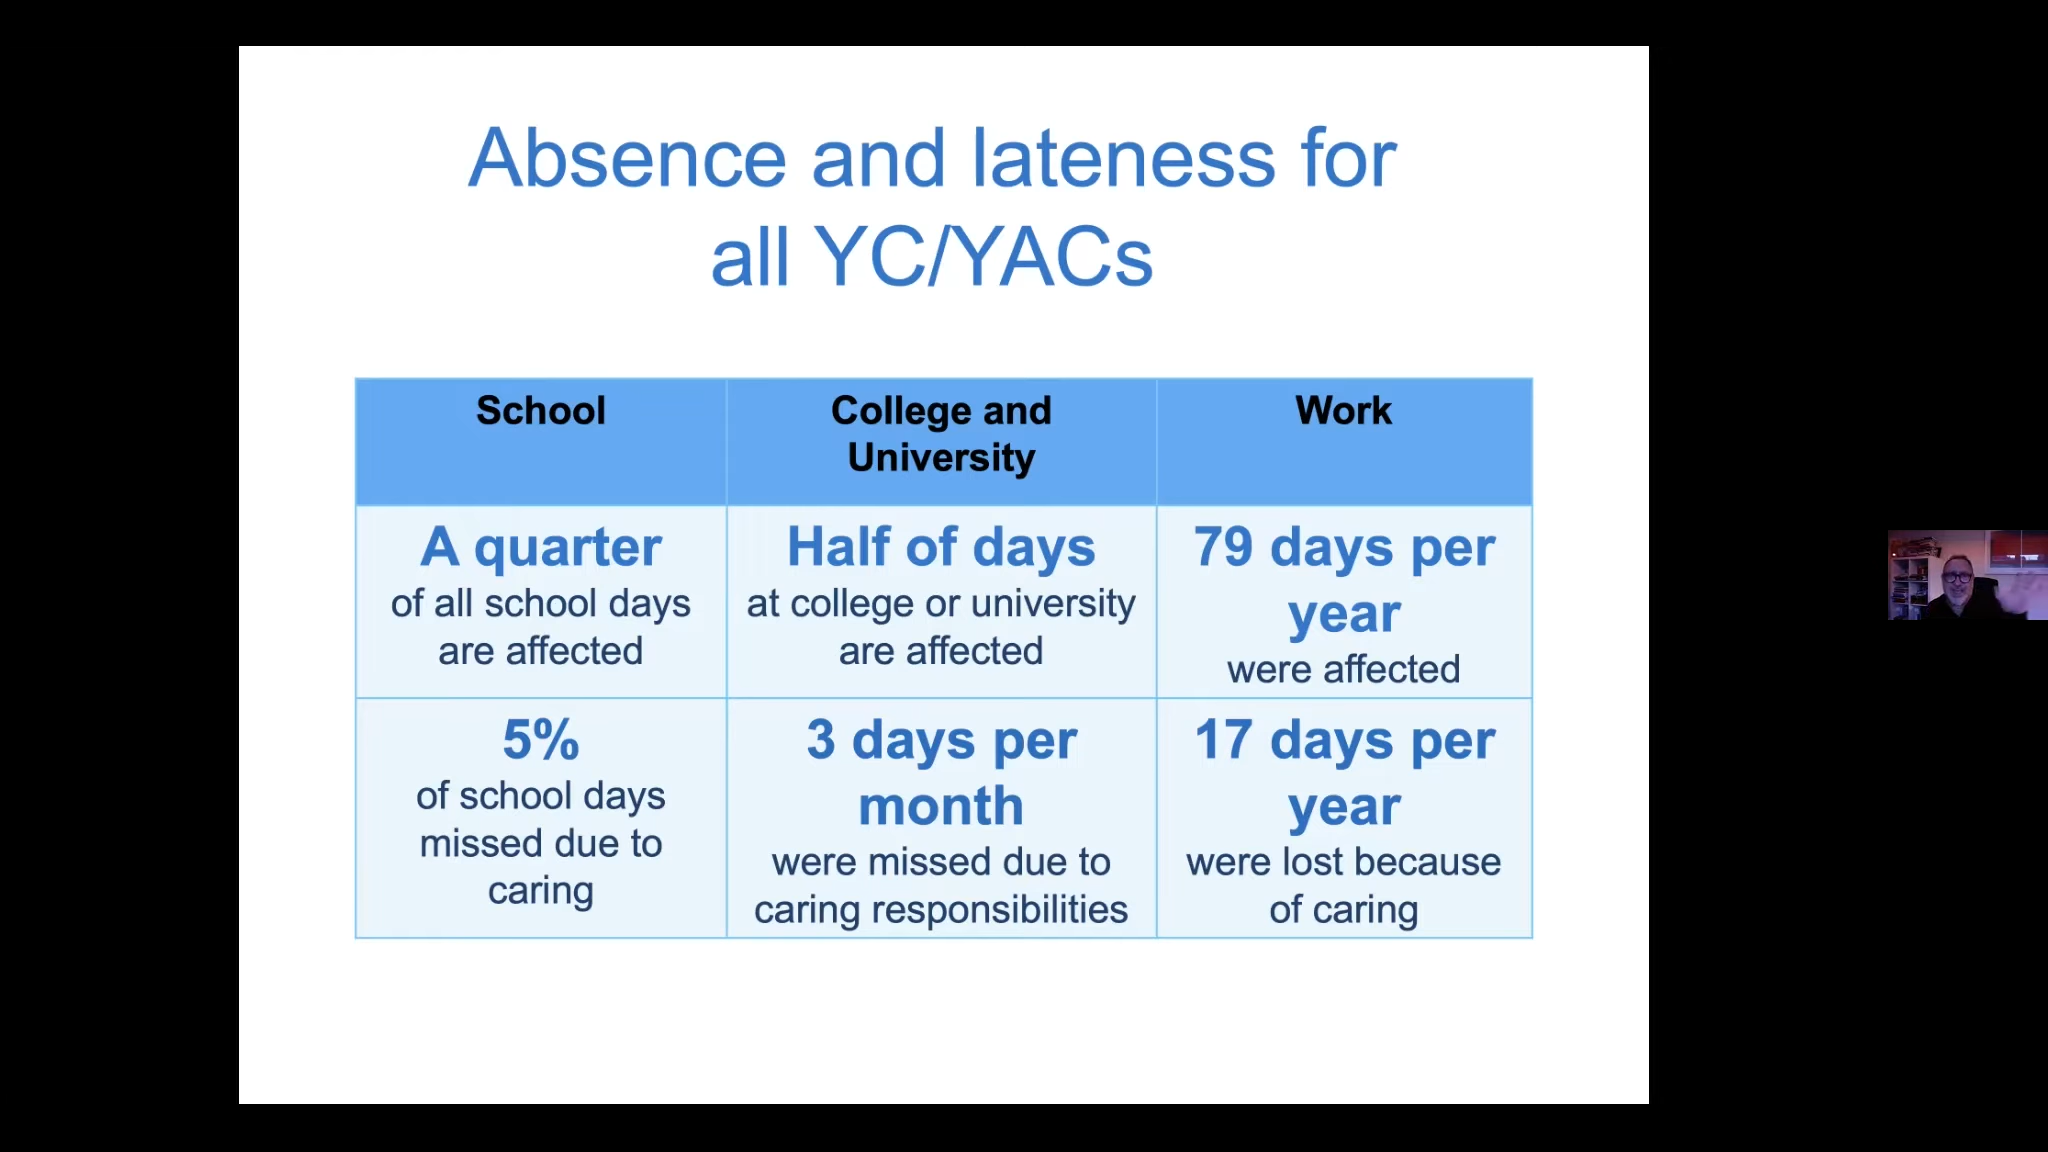 Absence and lateness for
all YC/YACs
School
College and
University
Work
A quarter
of all school days
are affected
Half of days
at college or university
are affected
79 days per
year
were affected
5%
of school days
missed due to
caring
3 days per
month
were missed due to
caring responsibilities
17 days per
year
were lost because
of caring